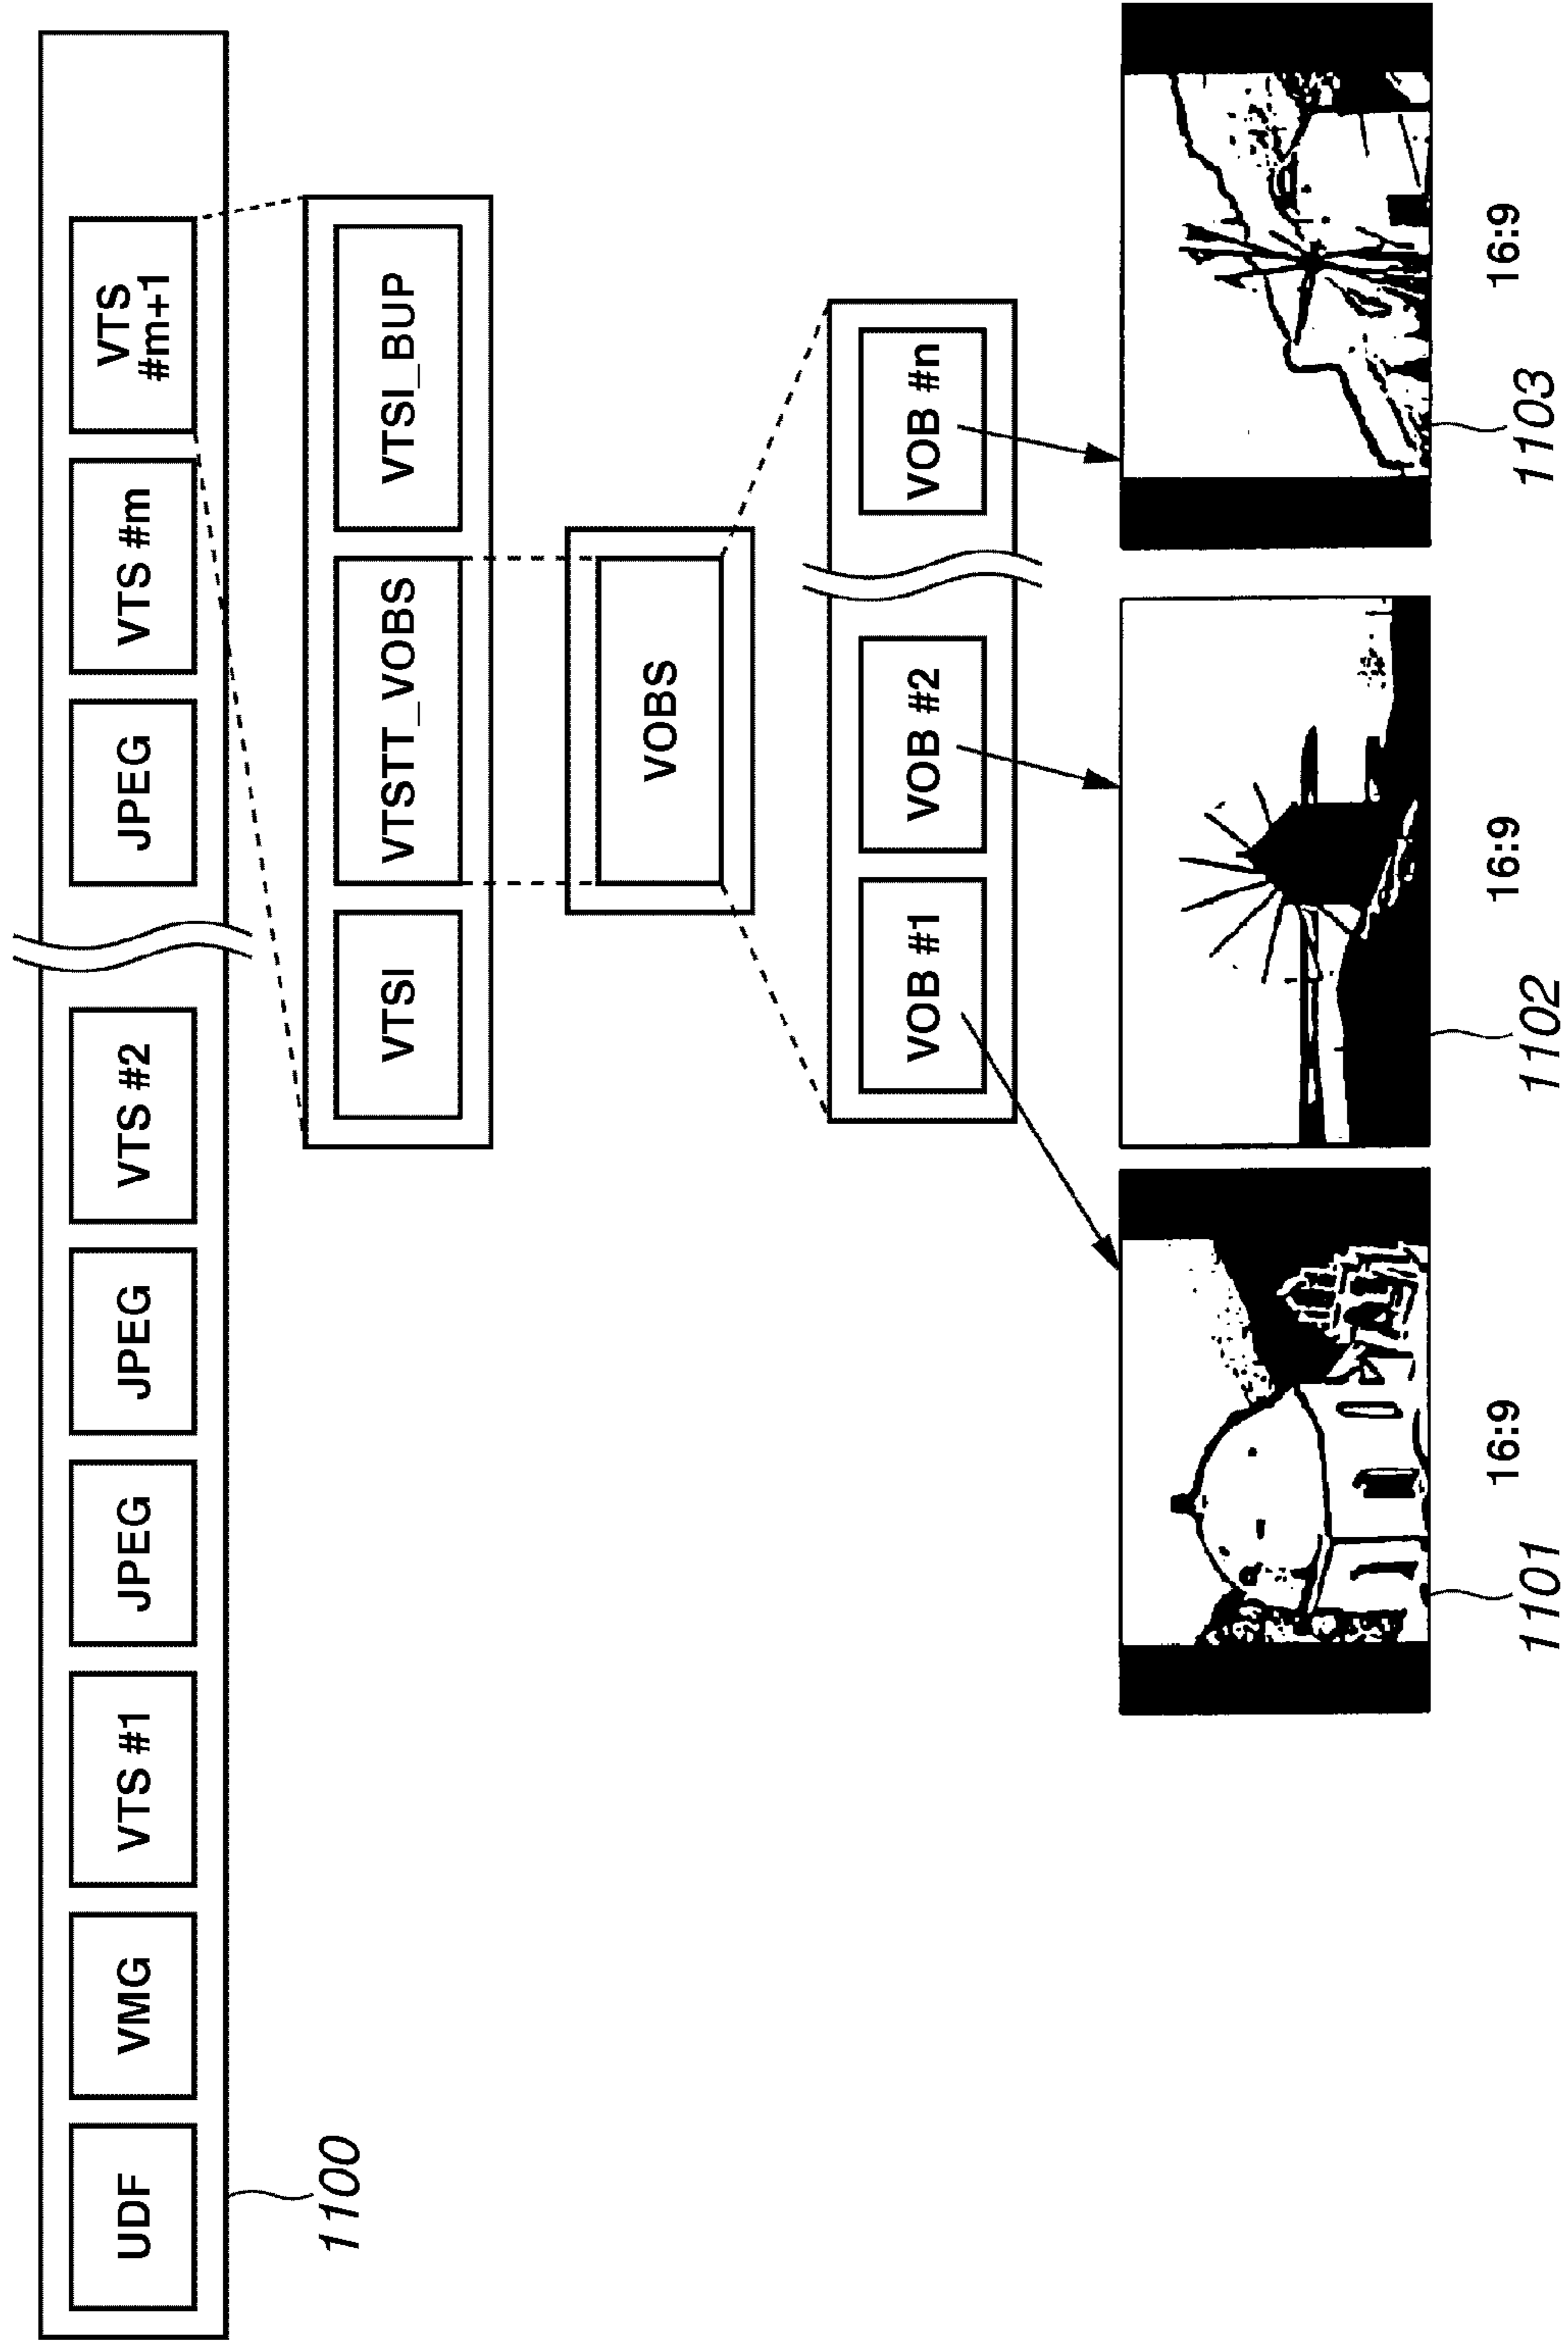 UDF
VMG
VTS #1
JPEG
JPEG
VTS #2
JPEG
VTS #m
VTS
#m+1
1100
VTSI
VTSTT_VOBS
VTSI_BUP
VOBS
VOB #1
VOB #2
VOB #n
16:9
16:9
16:9
1101
1102
1103